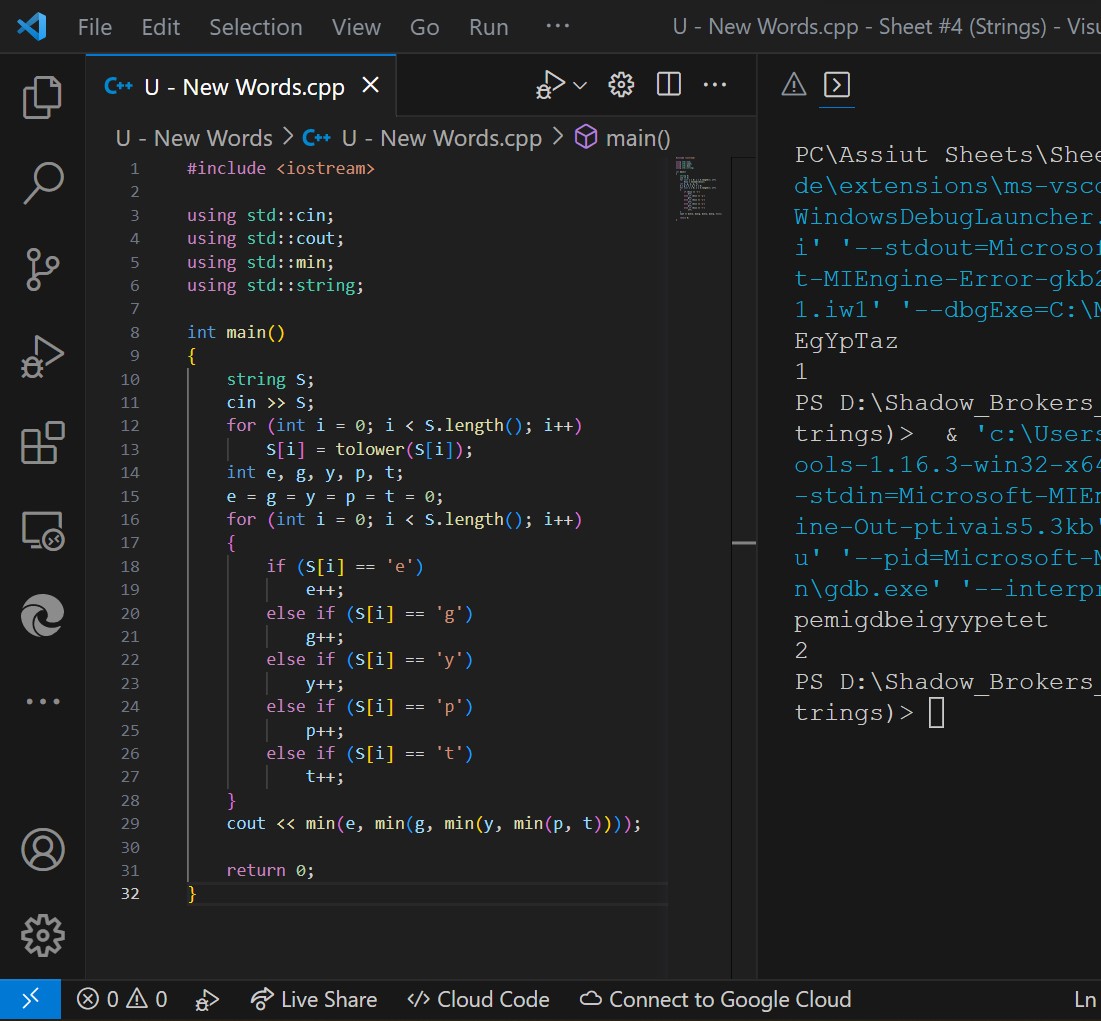 File Edit Selection View Go Run ··· U - New Words.cpp - Sheet #4 (Strings) - Visu
C++ U - New Words.cpp
U - New Words > C++ U - New Words.cpp > main()
1 #include <iostream>
2
3 using std::cin;
4 using std::cout;
5 using std::min;
6 using std::string;
7
8 int main()
9 {
10 string S;
11 cin >> S;
12 for (int i = 0; i < S.length(); i++)
13 S[i] = tolower(S[i]);
14 int e, g, y, p, t;
15 e = g = y = p = t = 0;
16 for (int i = 0; i < S.length(); i++)
17 {
18 if (S[i] == 'e')
19 e++;
20 else if (S[i] == 'g')
21 g++;
22 else if (S[i] == 'y')
23 y++;
24 else if (S[i] == 'p')
25 p++;
26 else if (S[i] == 't')
27 t++;
28 }
29 cout << min(e, min(g, min(y, min(p, t))));
30
31 return 0;
32 }
PC\Assiut Sheets\Shee
de\extensions\ms-vsco
WindowsDebugLauncher.
i' '--stdout=Microsof
t-MIEngine-Error-gkb2
1.iw1' '--dbgExe=C:\M
EgYpTaz
1
PS D:\Shadow_Brokers_
trings)> & 'c:\Users
ools-1.16.3-win32-x64
-stdin=Microsoft-MIEn
ine-Out-ptivais5.3kb'
u' '--pid=Microsoft-M
n\gdb.exe' '--interpr
pemigdbeigyypetet
2
PS D:\Shadow_Brokers_
trings)>
0 0 Live Share Cloud Code Connect to Google Cloud Ln